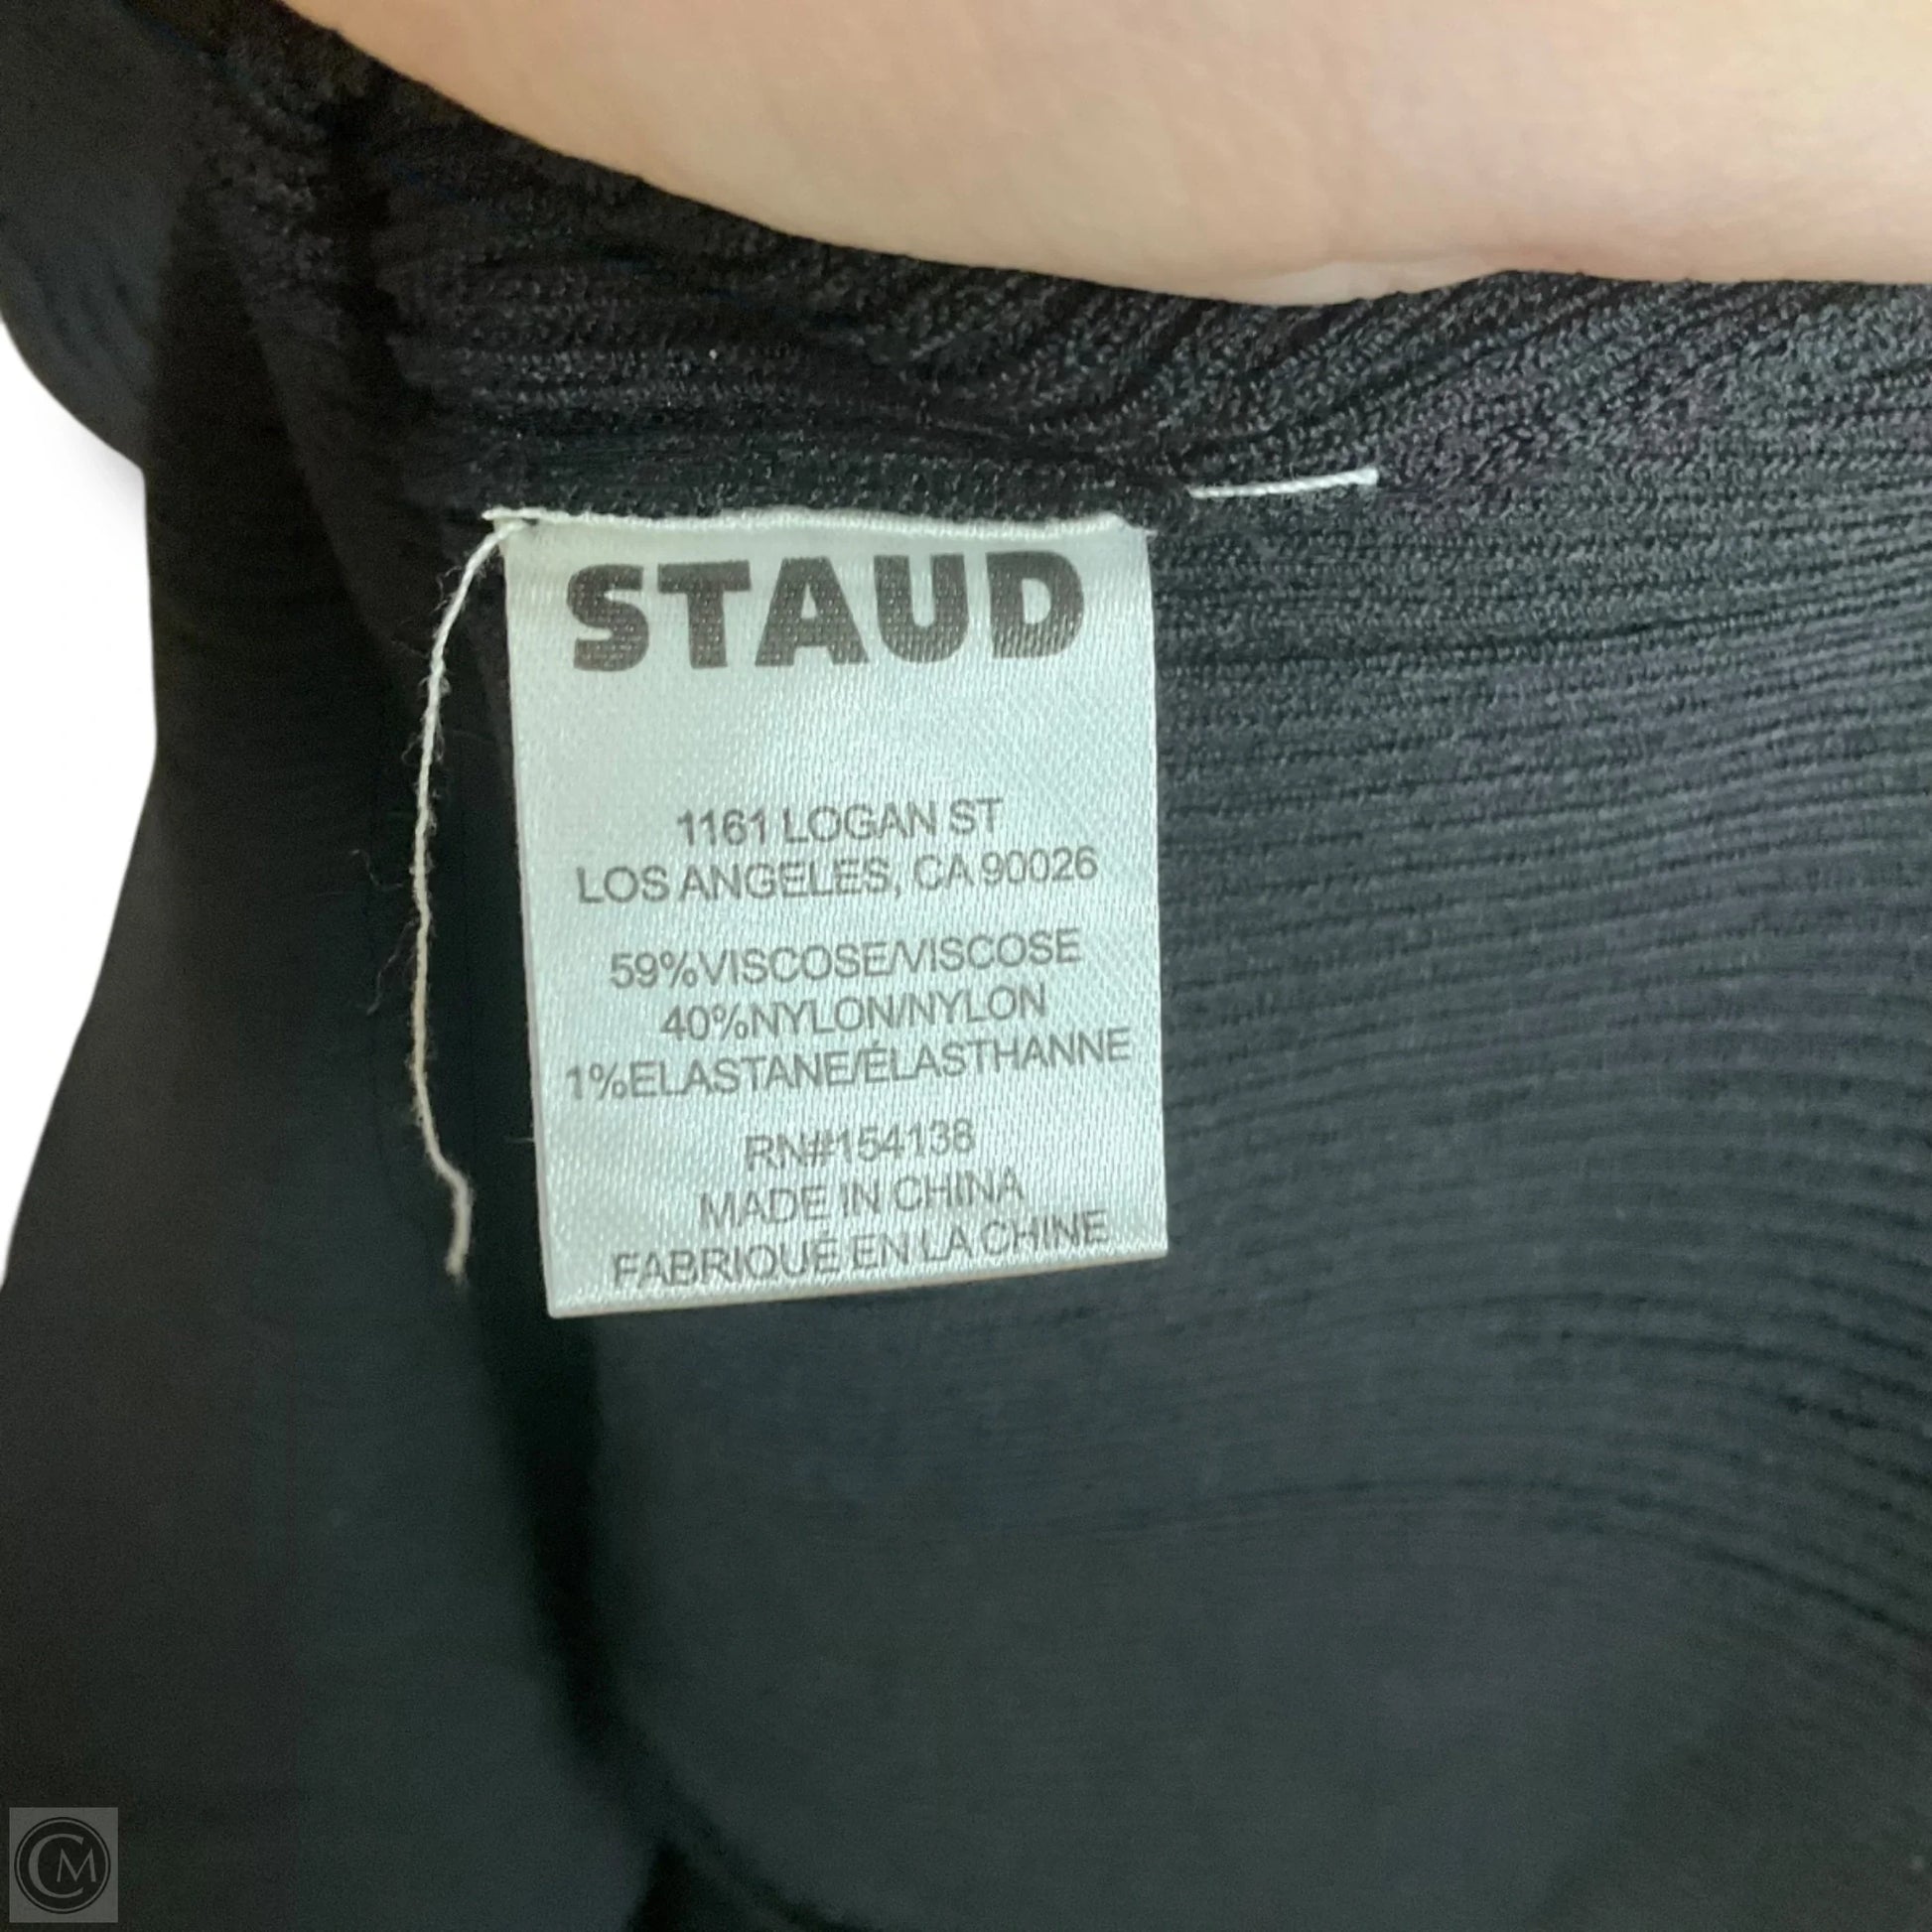 STAUD
1161 LOGAN ST
LOS ANGELES, CA 90026
59%VISCOSE/VISCOSE
40%NYLON/NYLON
1%ELASTANE/ÉLASTHANNE
RN#154138
MADE IN CHINA
FABRIQUÉ EN LA CHINE
CM